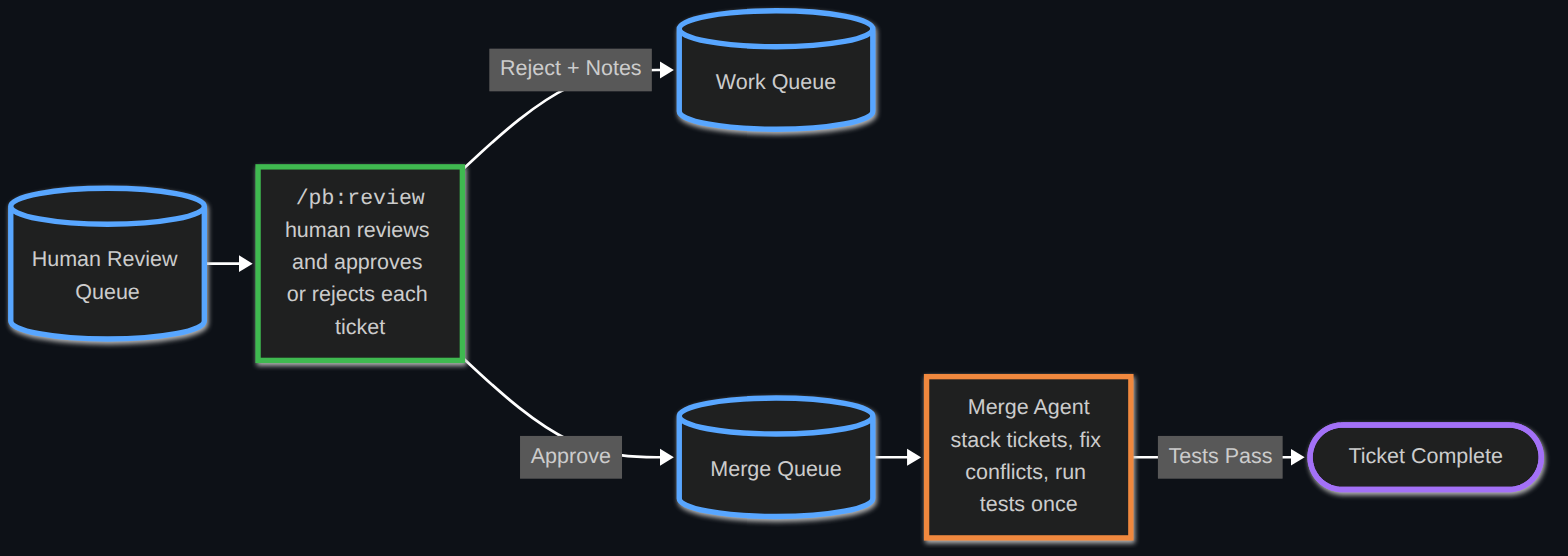 Reject + Notes
Work Queue
Human Review
Queue
/pb:review
human reviews
and approves
or rejects each
ticket
Approve
Merge Queue
Merge Agent
stack tickets, fix
conflicts, run
tests once
Tests Pass
Ticket Complete